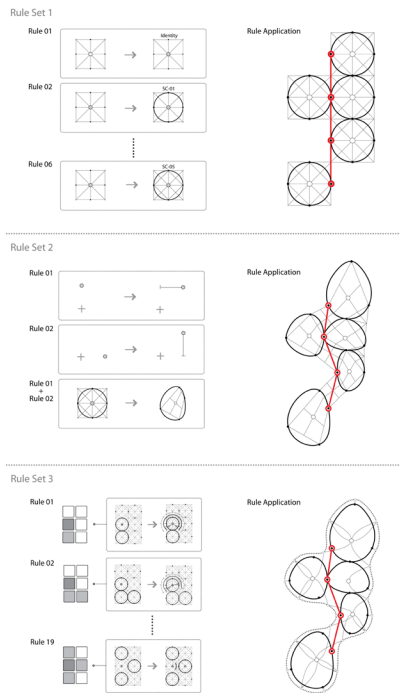 Rule Set 1
Rule 01
Identity
Rule Application
Rule 02
SC-01
Rule 06
SC-05
Rule Set 2
Rule 01
Rule Application
Rule 02
Rule 01
+
Rule 02
Rule Set 3
Rule 01
Rule Application
Rule 02
Rule 19